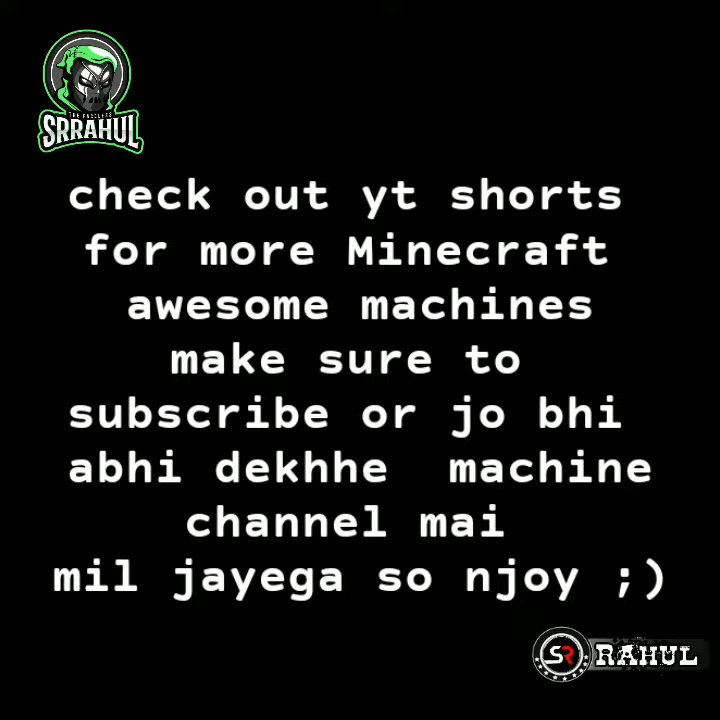 SRRAHUL
check out yt shorts
for more Minecraft
awesome machines
make sure to
subscribe or jo bhi
abhi dekhhe machine
channel mai
mil jayega so njoy ;)
SR RAHUL